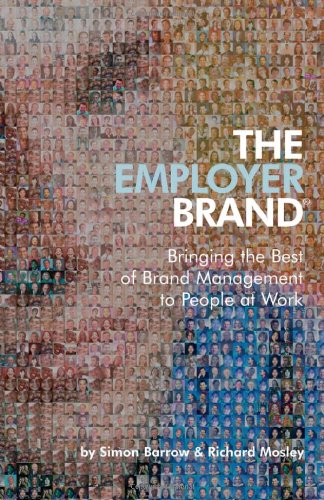 THE
EMPLOYER
BRAND®
Bringing the Best
of Brand Management
to People at Work
by Simon Barrow & Richard Mosley